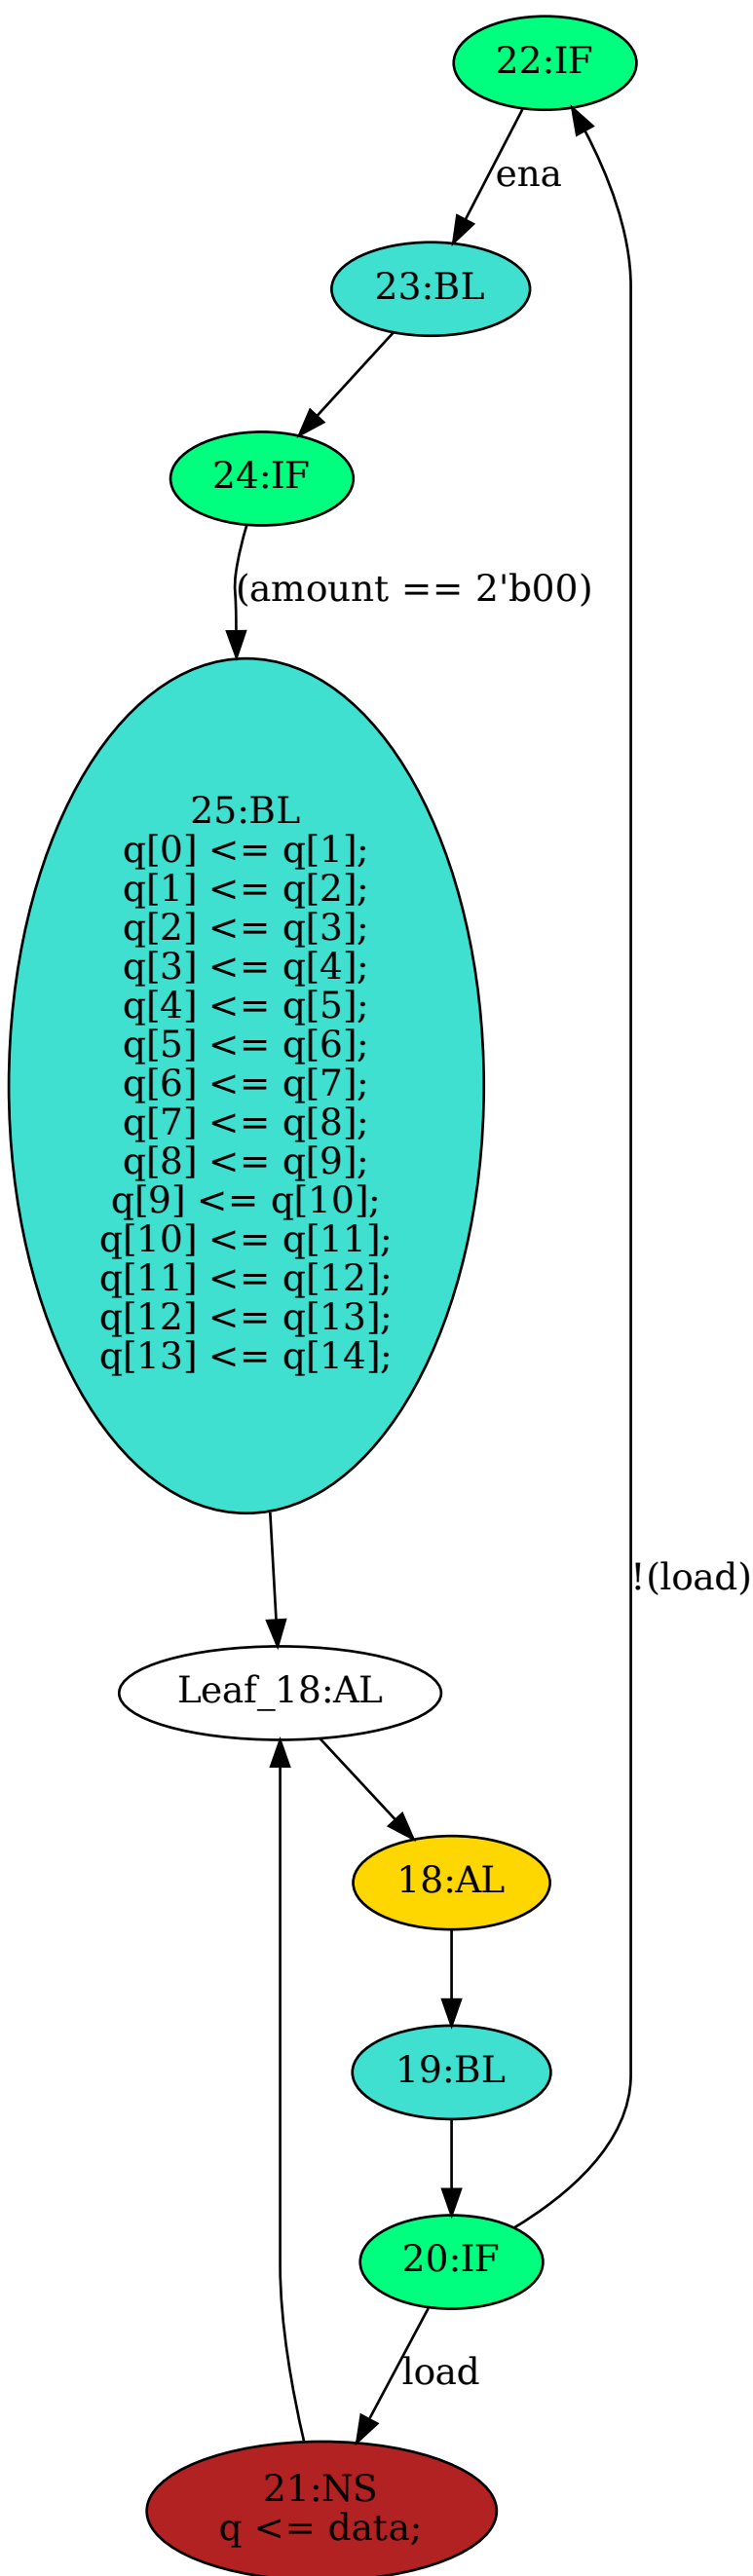 22:IF
ena
23:BL
24:IF
(amount == 2'b00)
25:BL
q[0] <= q[1];
q[1] <= q[2];
q[2] <= q[3];
q[3] <= q[4];
q[4] <= q[5];
q[5] <= q[6];
q[6] <= q[7];
q[7] <= q[8];
q[8] <= q[9];
q[9] <= q[10];
q[10] <= q[11];
q[11] <= q[12];
q[12] <= q[13];
q[13] <= q[14];
!(load)
Leaf_18:AL
18:AL
19:BL
20:IF
load
21:NS
q <= data;